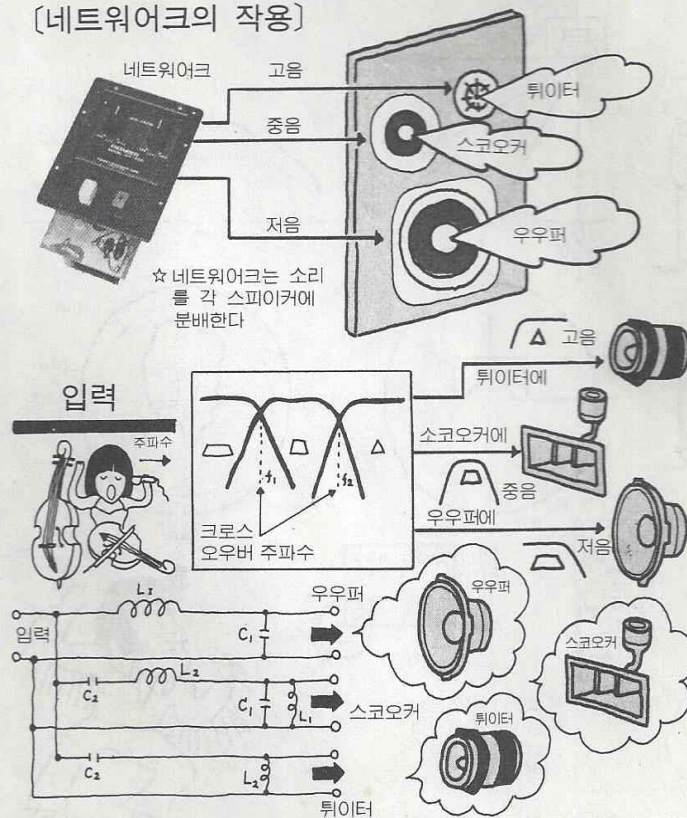 〔네트워어크의 작용〕
네트워어크
고음
튀이터
중음
스코오커
저음
우우퍼
☆네트워어크는 소리
를 각 스피이커에
분배한다
고음
튀이터에
입력
주파수
f₁
f₂
크로스
오우버 주파수
소코오커에
중음
우우퍼에
저음
L₁
우우퍼
우우퍼
입력
C₁
스코오커
L₂
C₂
C₁
L₁
스코오커
튀이터
C₂
L₂
튀이터